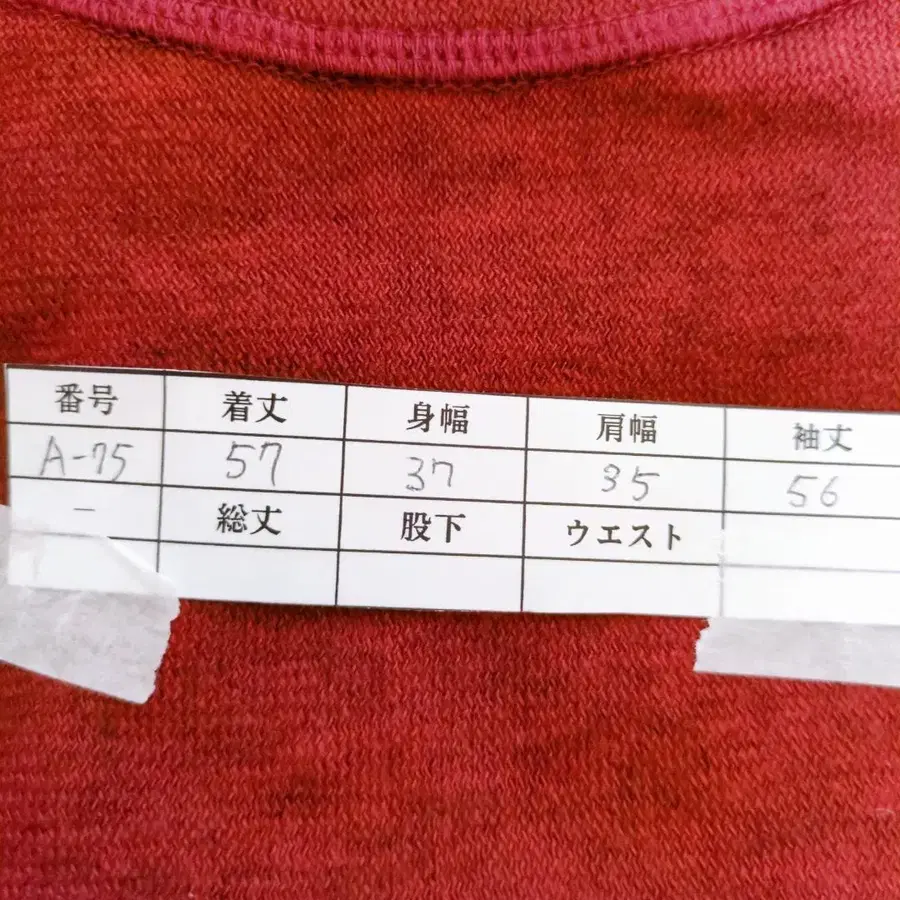 番号 着丈 身幅 肩幅 袖丈
A-75 57 37 35 56
- 総丈 股下 ウエスト